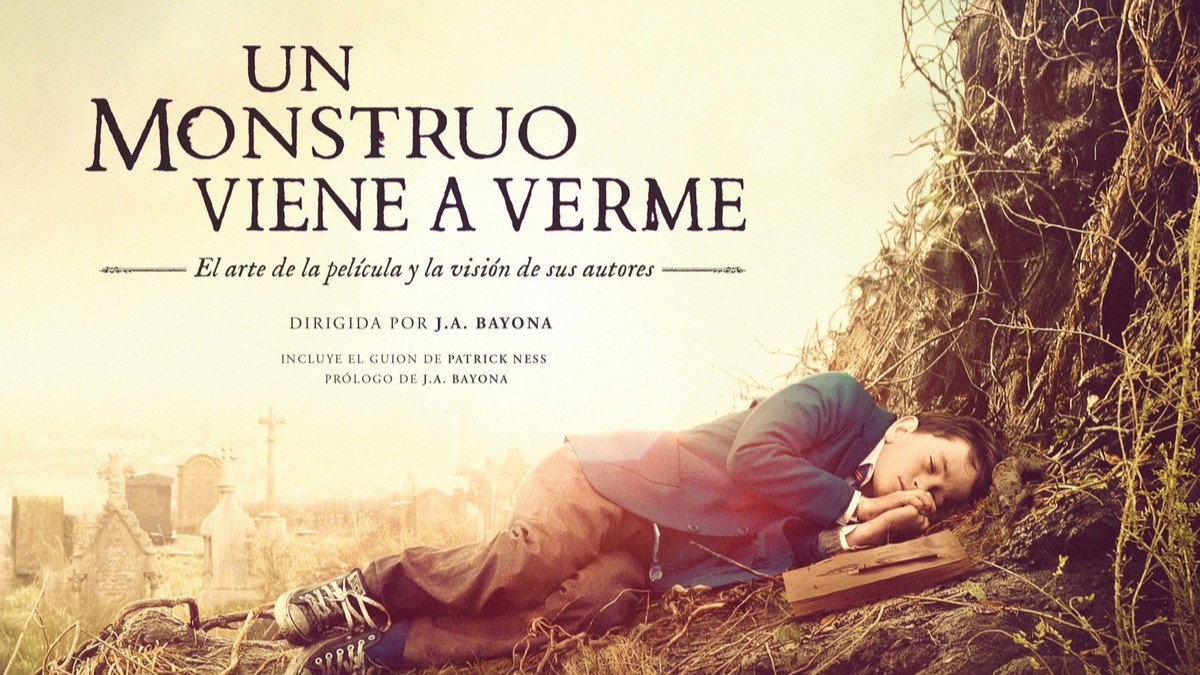 UN
MONSTRUO
VIENE A VERME
El arte de la película y la visión de sus autores
DIRIGIDA POR J.A. BAYONA
INCLUYE EL GUION DE PATRICK NESS
PRÓLOGO DE J.A. BAYONA